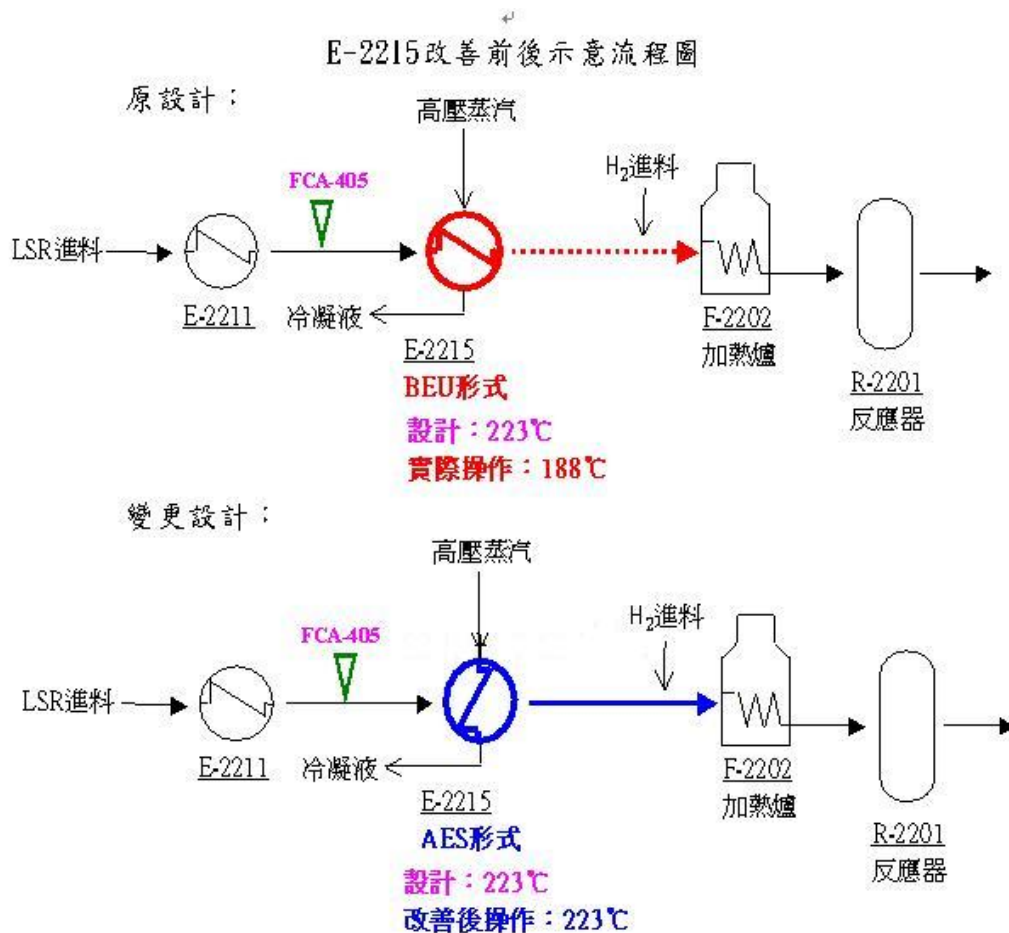 E-2215改善前後示意流程圖
原設計：
高壓蒸汽
H₂進料
FCA-405
LSR進料
E-2211
冷凝液
E-2215
BEU形式
設計：223℃
實際操作：188℃
F-2202
加熱爐
R-2201
反應器
變更設計：
高壓蒸汽
H₂進料
FCA-405
LSR進料
E-2211
冷凝液
E-2215
AES形式
設計：223℃
改善後操作：223℃
F-2202
加熱爐
R-2201
反應器